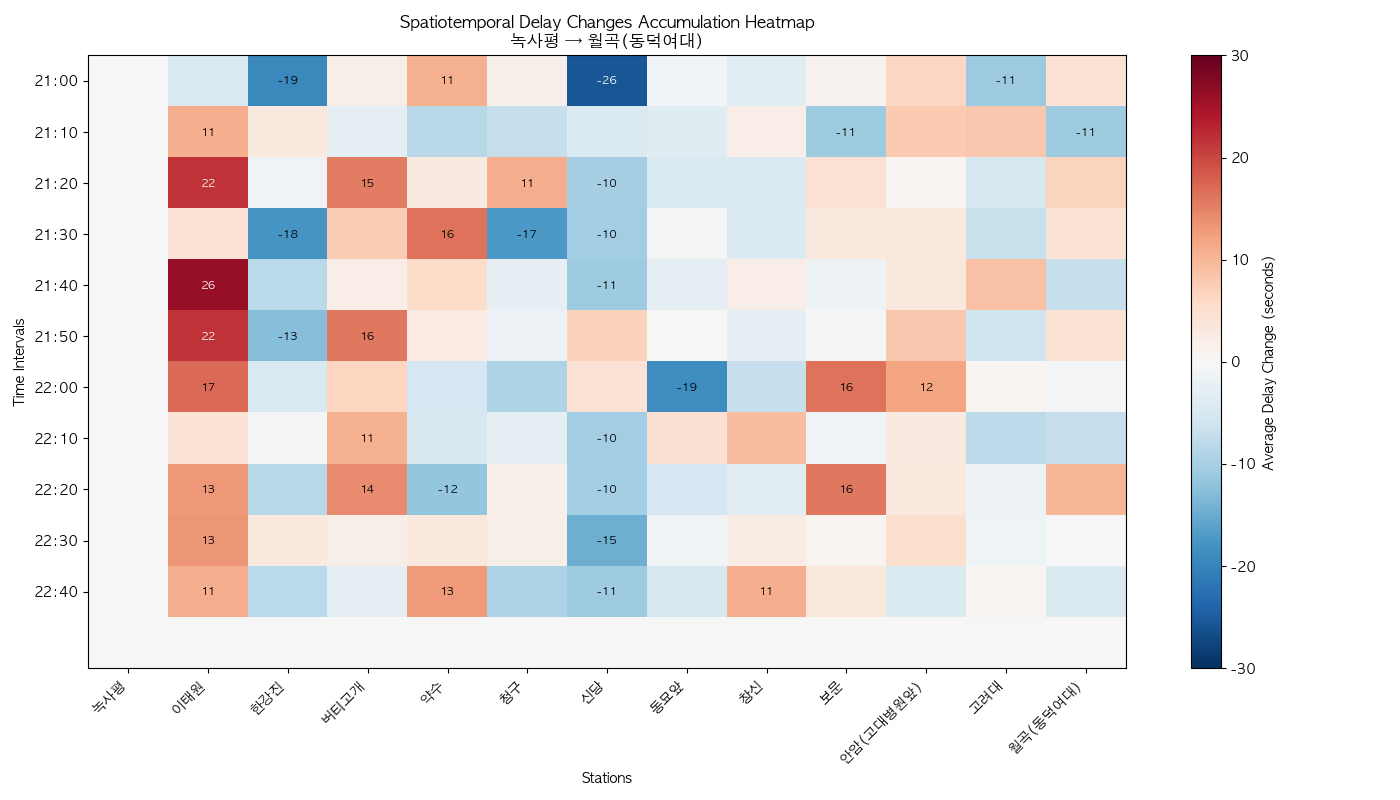 Spatiotemporal Delay Changes Accumulation Heatmap
녹사평 → 월곡(동덕여대)
Time Intervals
21:00 -19 11 -26 -11
21:10 11 -11 -11
21:20 22 15 11 -10
21:30 -18 16 -17 -10
21:40 26 -11
21:50 22 -13 16
22:00 17 -19 16 12
22:10 11 -10
22:20 13 14 -12 -10 16
22:30 13 -15
22:40 11 13 -11 11
녹사평 이태원 한강진 버티고개 약수 청구 신당 동묘앞 창신 보문 안암(고대병원앞) 고려대 월곡(동덕여대)
Stations
30
20
10
0
-10
-20
-30
Average Delay Change (seconds)